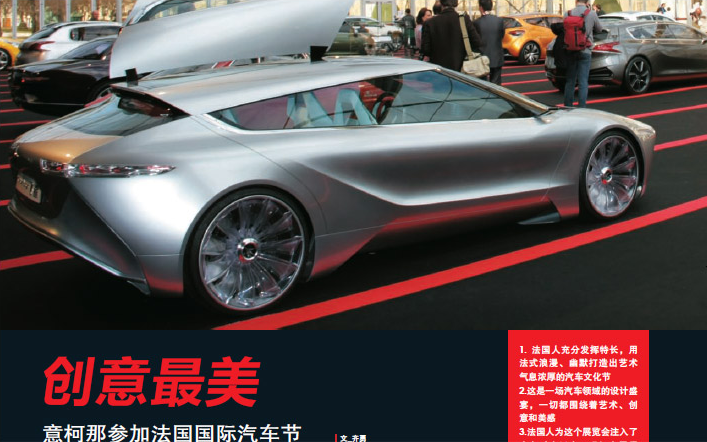 创意最美
意柯那参加法国国际汽车节
文 齐勇
1. 法国人充分发挥特长，用
法式浪漫、幽默打造出艺术
气息浓厚的汽车文化节
2.这是一场汽车领域的设计盛
宴，一切都围绕着艺术、创
意和美感
3.法国人为这个展览会注入了